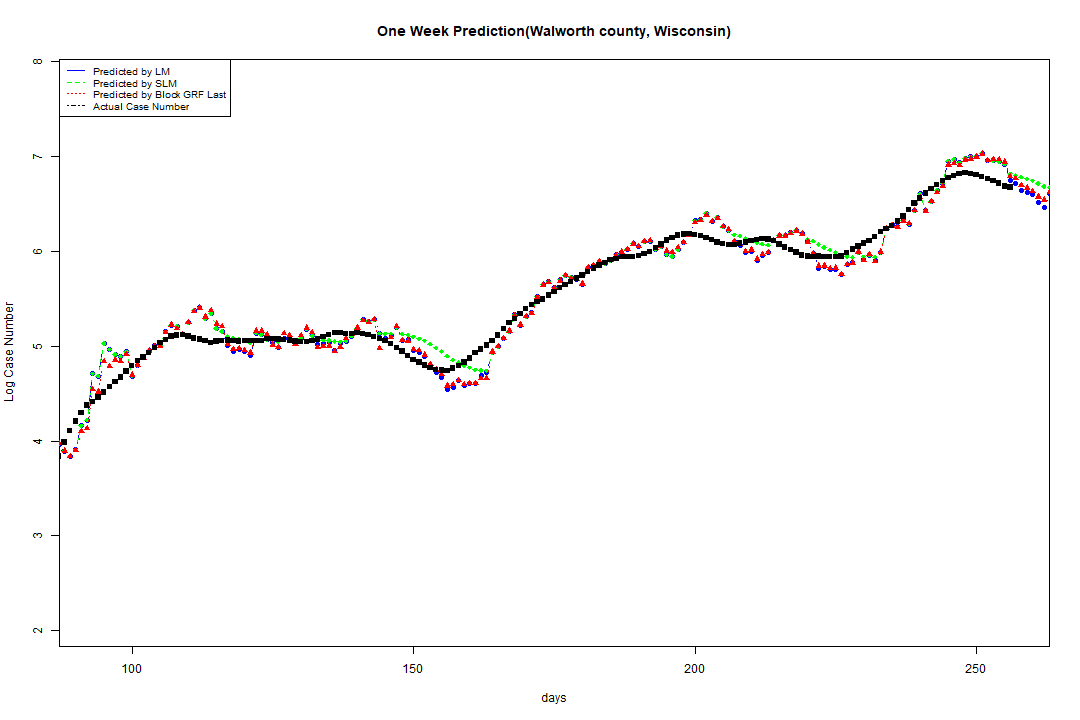 One Week Prediction(Walworth county, Wisconsin)
Predicted by LM
Predicted by SLM
Predicted by Block GRF Last
Actual Case Number
8
7
6
5
4
3
2
Log Case Number
100 150 200 250
days